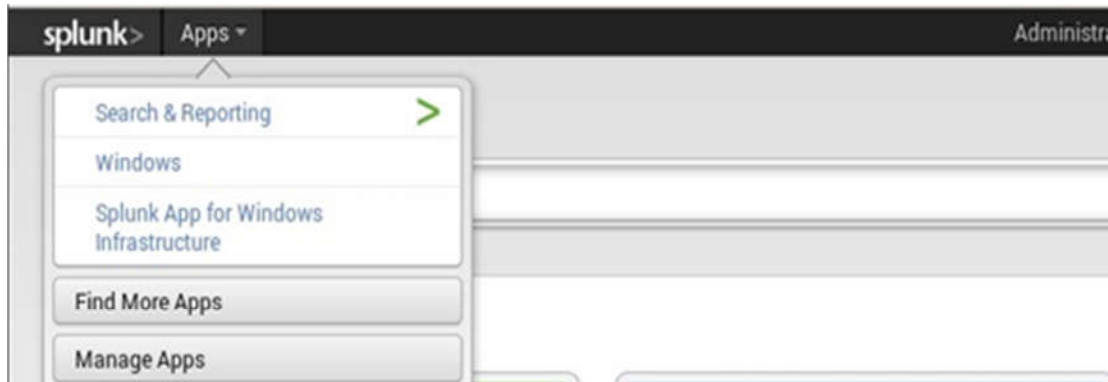 splunk> Apps Administra
Search & Reporting >
Windows
Splunk App for Windows
Infrastructure
Find More Apps
Manage Apps